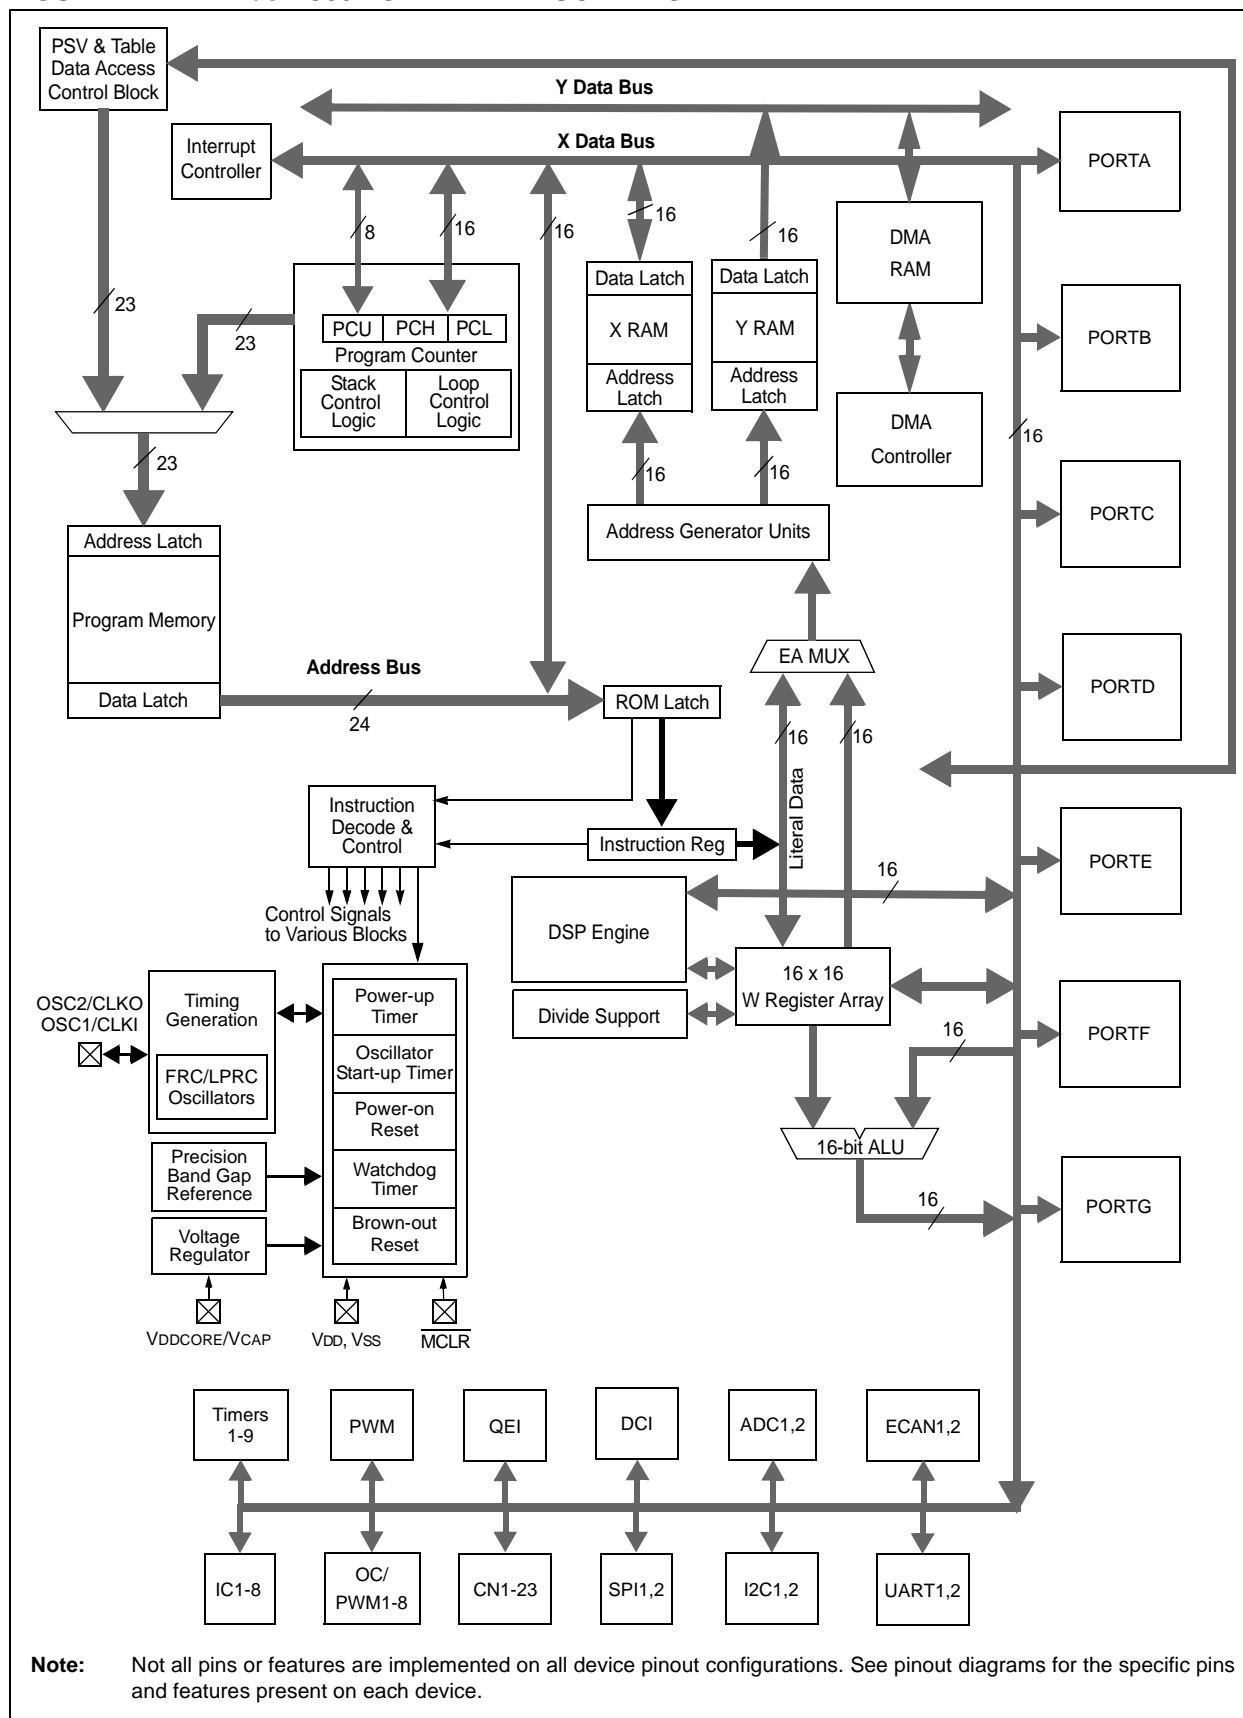 PSV & Table
Data Access
Control Block
Y Data Bus
Interrupt
Controller
X Data Bus
PORTA
8
16
16
16
16
DMA
RAM
23
23
Data Latch
X RAM
Address
Latch
Data Latch
Y RAM
Address
Latch
PCU
PCH
PCL
Program Counter
Stack
Control
Logic
Loop
Control
Logic
PORTB
DMA
Controller
16
23
16
16
Address Latch
Program Memory
Data Latch
Address Generator Units
PORTC
EA MUX
Address Bus
24
ROM Latch
16
16
PORTD
Literal Data
Instruction
Decode &
Control
Instruction Reg
PORTE
16
Control Signals
to Various Blocks
DSP Engine
16 x 16
W Register Array
Divide Support
OSC2/CLKO
OSC1/CLKI
Timing
Generation
FRC/LPRC
Oscillators
Power-up
Timer
Oscillator
Start-up Timer
Power-on
Reset
Watchdog
Timer
Brown-out
Reset
PORTF
16
16-bit ALU
Precision
Band Gap
Reference
Voltage
Regulator
16
PORTG
VDDCORE/VCAP
VDD, VSS
MCLR
Timers
1-9
PWM
QEI
DCI
ADC1,2
ECAN1,2
IC1-8
OC/
PWM1-8
CN1-23
SPI1,2
I2C1,2
UART1,2
Note: Not all pins or features are implemented on all device pinout configurations. See pinout diagrams for the specific pins
and features present on each device.